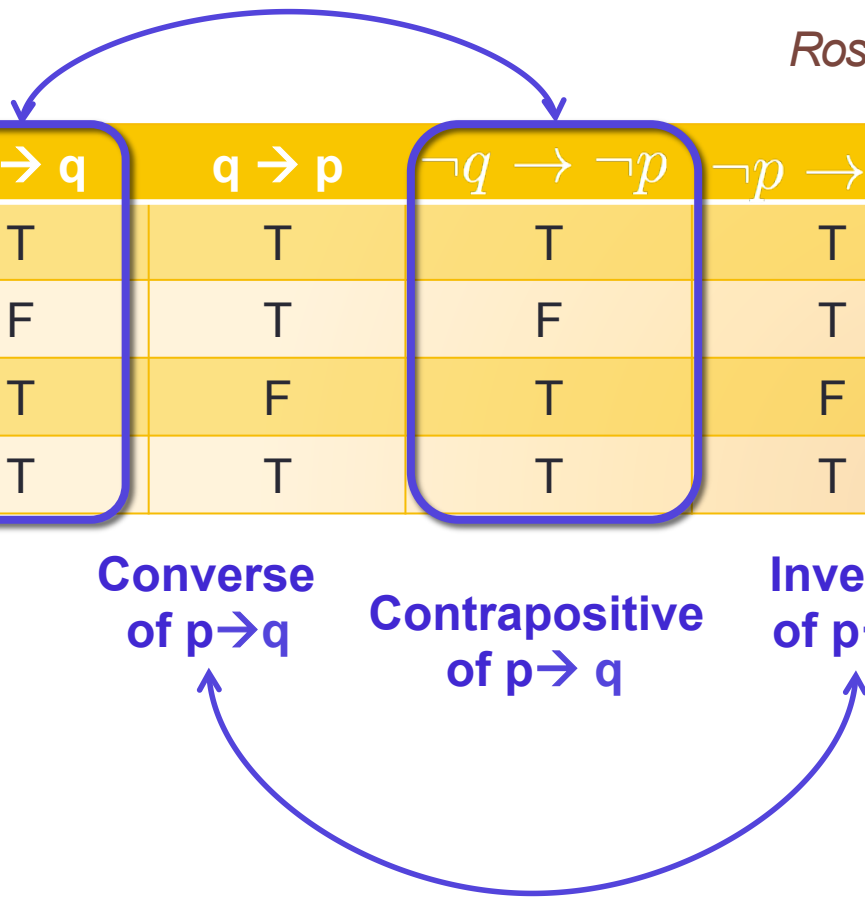 Ros
→ q q → p ¬q → ¬p ¬p →
T T T T
F T F T
T F T F
T T T T
Converse
of p→q
Contrapositive
of p→ q
Inve
of p